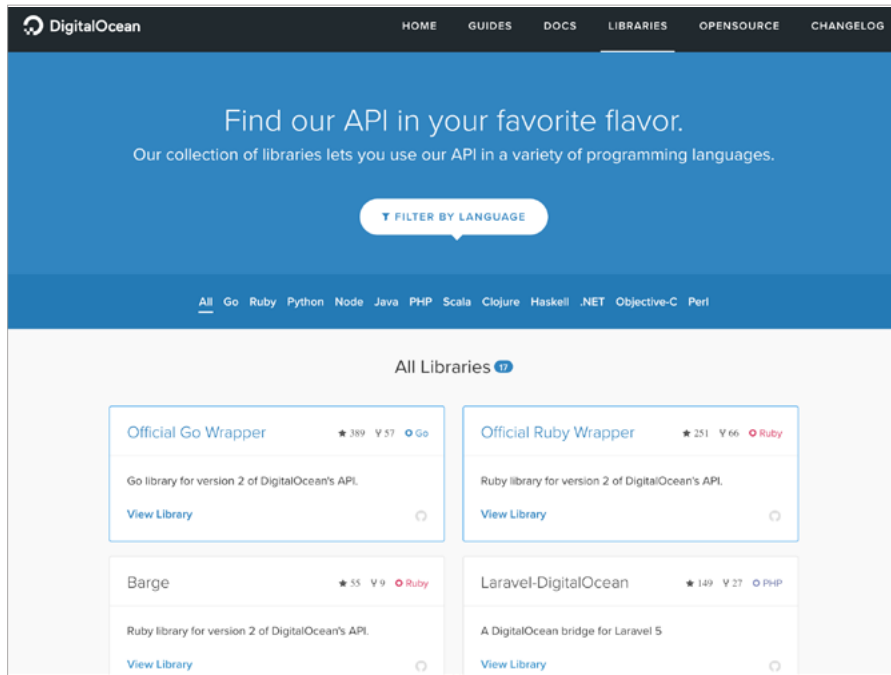 DigitalOcean HOME GUIDES DOCS LIBRARIES OPENSOURCE CHANGELOG
Find our API in your favorite flavor.
Our collection of libraries lets you use our API in a variety of programming languages.
FILTER BY LANGUAGE
All Go Ruby Python Node Java PHP Scala Clojure Haskell .NET Objective-C Perl
All Libraries 17
Official Go Wrapper 389 57 Go
Go library for version 2 of DigitalOcean's API.
View Library
Official Ruby Wrapper 251 66 Ruby
Ruby library for version 2 of DigitalOcean's API.
View Library
Barge 55 9 Ruby
Ruby library for version 2 of DigitalOcean's API.
View Library
Laravel-DigitalOcean 149 27 PHP
A DigitalOcean bridge for Laravel 5
View Library